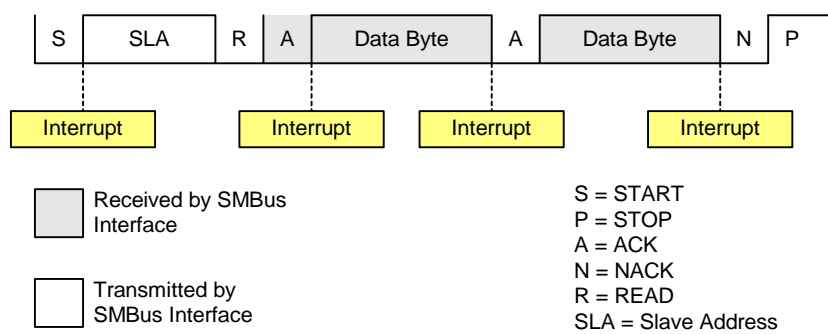 S SLA R A Data Byte A Data Byte N P
Interrupt Interrupt Interrupt Interrupt
Received by SMBus
Interface
Transmitted by
SMBus Interface
S = START
P = STOP
A = ACK
N = NACK
R = READ
SLA = Slave Address